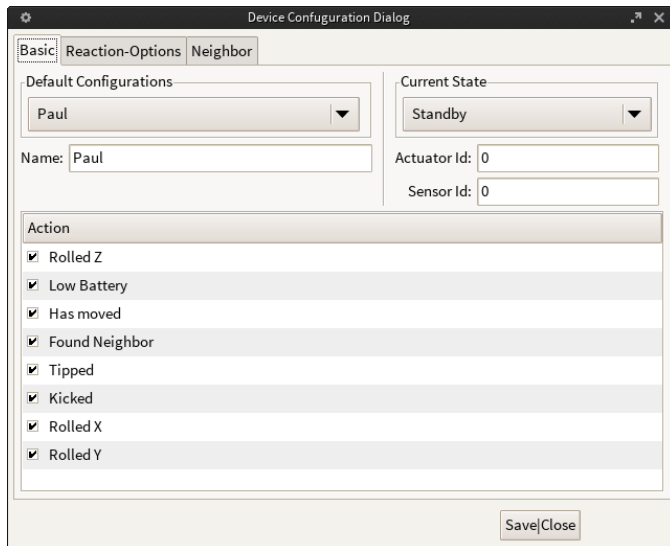 Device Confuguration Dialog
Basic Reaction-Options Neighbor
Default Configurations
Paul
Current State
Standby
Name: Paul
Actuator Id: 0
Sensor Id: 0
Action
Rolled Z
Low Battery
Has moved
Found Neighbor
Tipped
Kicked
Rolled X
Rolled Y
Save|Close